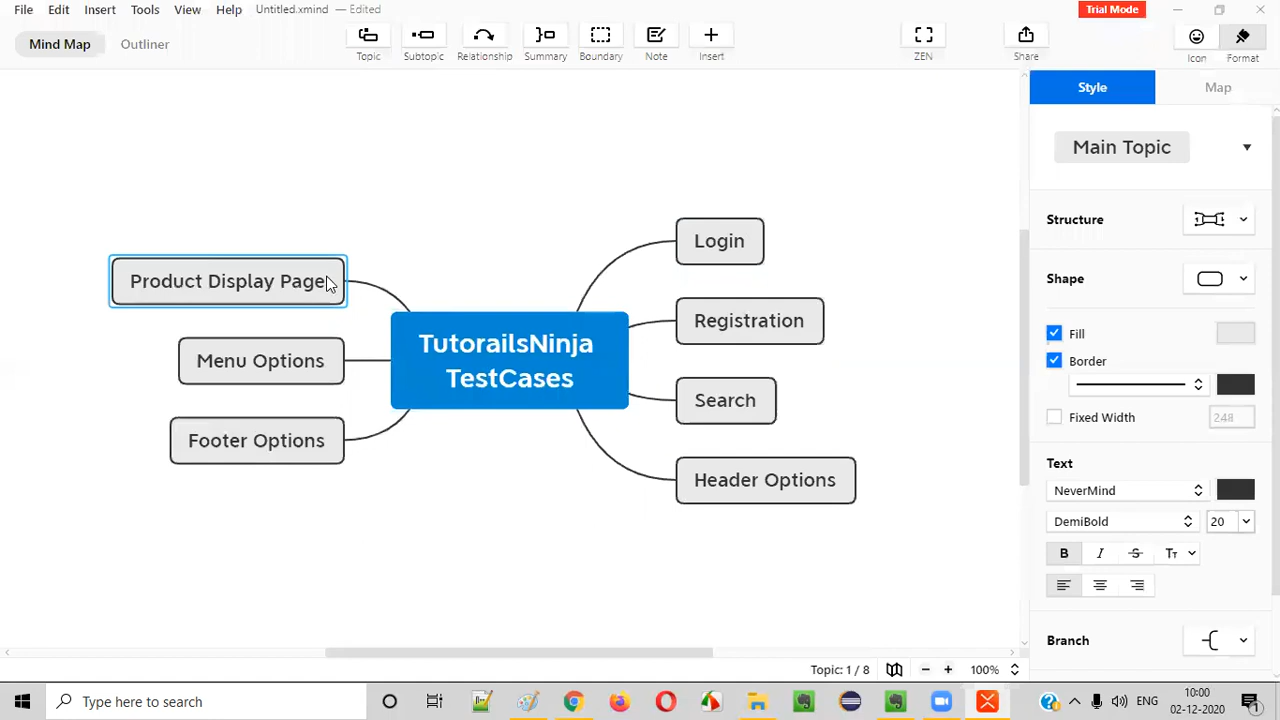 File Edit Insert Tools View Help Untitled.xmind — Edited Trial Mode
Mind Map Outliner
Topic Subtopic Relationship Summary Boundary Note Insert ZEN Share Icon Format
Style Map
Main Topic
Structure
Shape
Fill
Border
Fixed Width 248
Text
NeverMind
DemiBold 20
B I S Tт
Branch
Product Display Page
Menu Options
Footer Options
TutorailsNinja
TestCases
Login
Registration
Search
Header Options
Topic: 1 / 8 100%
Type here to search
ENG
10:00
02-12-2020
1